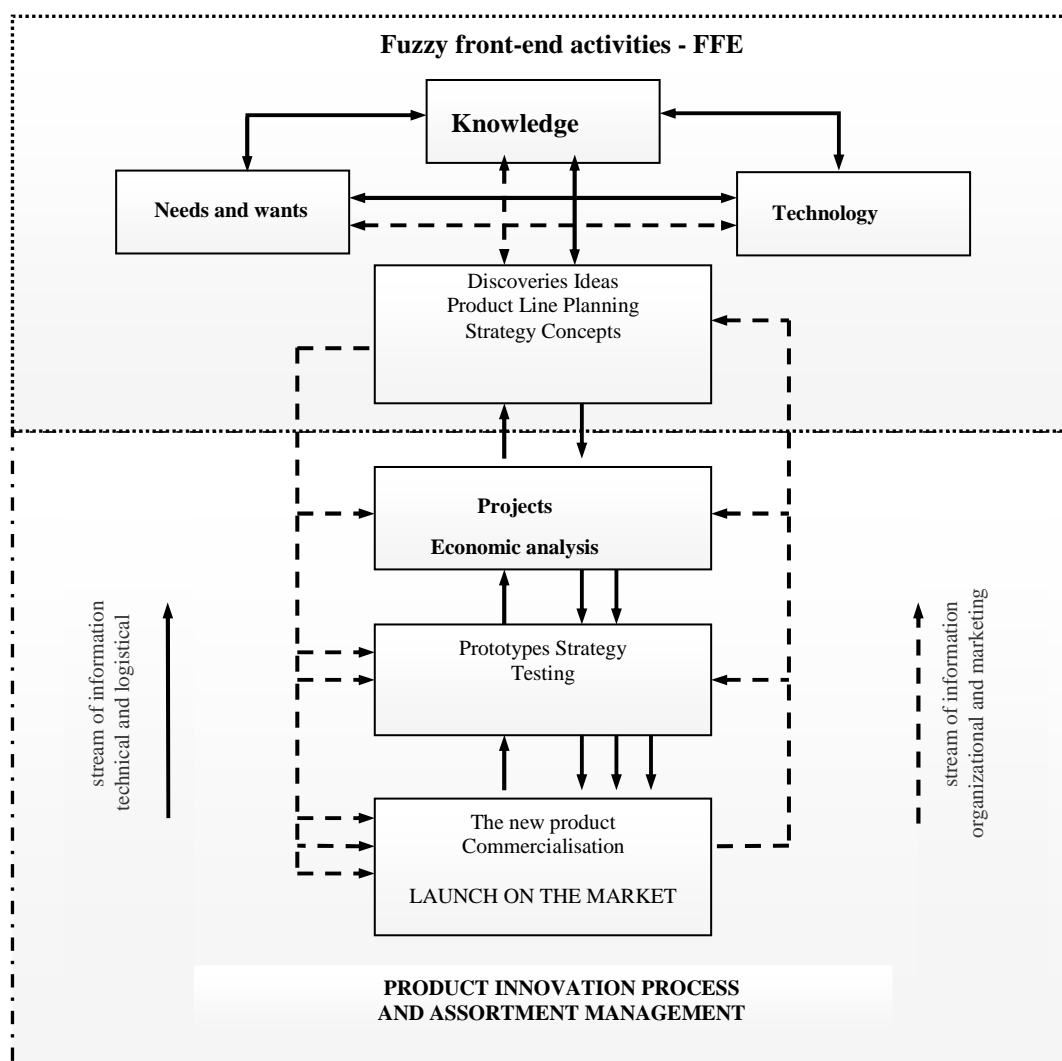 Fuzzy front-end activities - FFE
Knowledge
Needs and wants
Technology
Discoveries Ideas
Product Line Planning
Strategy Concepts
Projects
Economic analysis
Prototypes Strategy
Testing
stream of information
technical and logistical
stream of information
organizational and marketing
The new product
Commercialisation
LAUNCH ON THE MARKET
PRODUCT INNOVATION PROCESS
AND ASSORTMENT MANAGEMENT